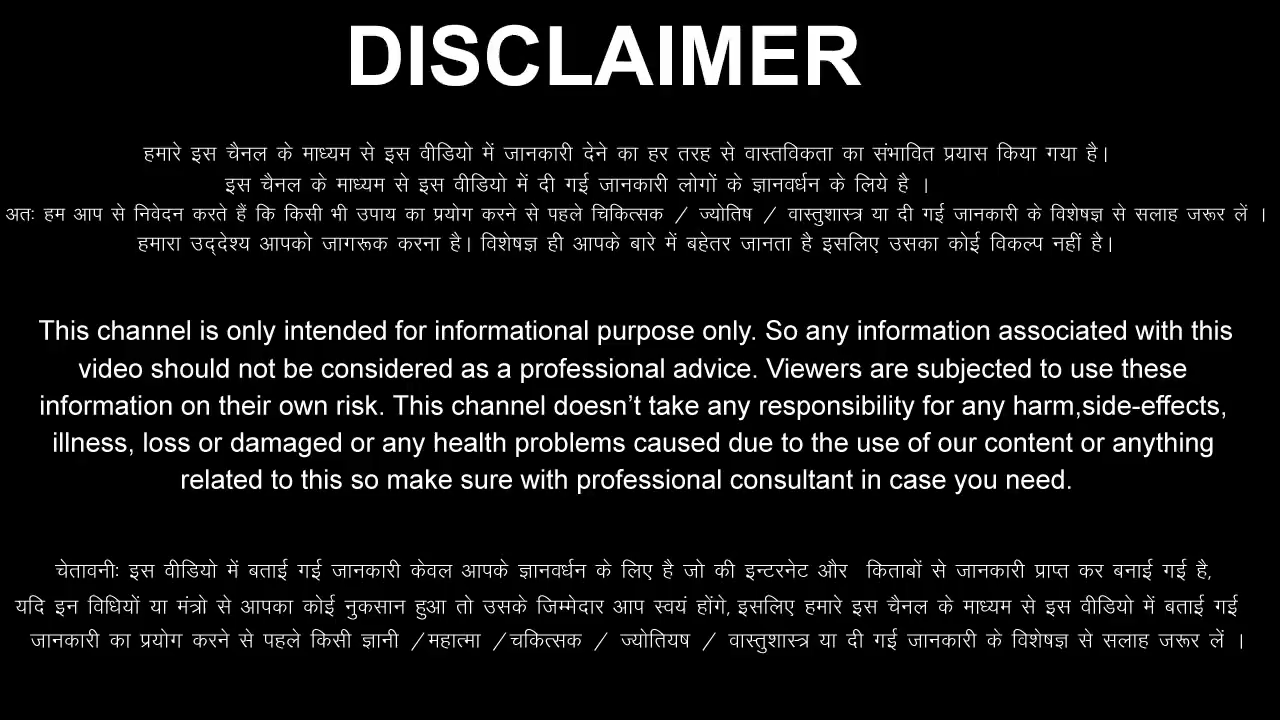 DISCLAIMER
हमारे इस चैनल के माध्यम से इस वीडियो में जानकारी देने का हर तरह से वास्तविकता का संभावित प्रयास किया गया है।
इस चैनल के माध्यम से इस वीडियो में दी गई जानकारी लोगों के ज्ञानवर्धन के लिये है ।
अतः हम आप से निवेदन करते हैं कि किसी भी उपाय का प्रयोग करने से पहले चिकित्सक / ज्योतिष / वास्तुशास्त्र या दी गई जानकारी के विशेषज्ञ से सलाह जरूर लें ।
हमारा उद्देश्य आपको जागरूक करना है। विशेषज्ञ ही आपके बारे में बहेतर जानता है इसलिए उसका कोई विकल्प नहीं है।
This channel is only intended for informational purpose only. So any information associated with this
video should not be considered as a professional advice. Viewers are subjected to use these
information on their own risk. This channel doesn’t take any responsibility for any harm,side-effects,
illness, loss or damaged or any health problems caused due to the use of our content or anything
related to this so make sure with professional consultant in case you need.
चेतावनीः इस वीडियो में बताई गई जानकारी केवल आपके ज्ञानवर्धन के लिए है जो की इन्टरनेट और किताबों से जानकारी प्राप्त कर बनाई गई है,
यदि इन विधियों या मंत्रो से आपका कोई नुकसान हुआ तो उसके जिम्मेदार आप स्वयं होंगे, इसलिए हमारे इस चैनल के माध्यम से इस वीडियो में बताई गई
जानकारी का प्रयोग करने से पहले किसी ज्ञानी /महात्मा /चकित्सक / ज्योतियष / वास्तुशास्त्र या दी गई जानकारी के विशेषज्ञ से सलाह जरूर लें ।